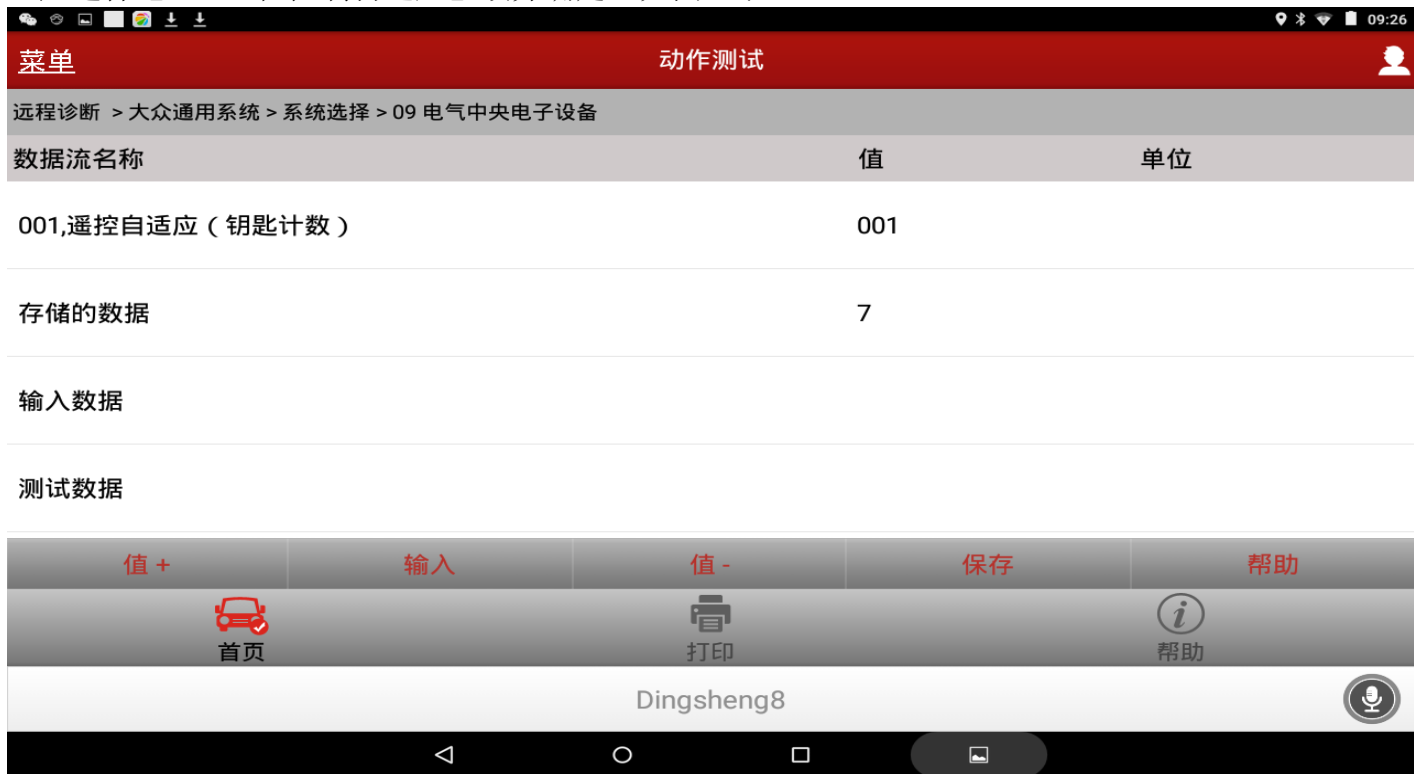 09:26
菜单
动作测试
远程诊断 > 大众通用系统 > 系统选择 > 09 电气中央电子设备
数据流名称 值 单位
001,遥控自适应（钥匙计数） 001
存储的数据 7
输入数据
测试数据
值 + 输入 值 - 保存 帮助
首页 打印 帮助
Dingsheng8